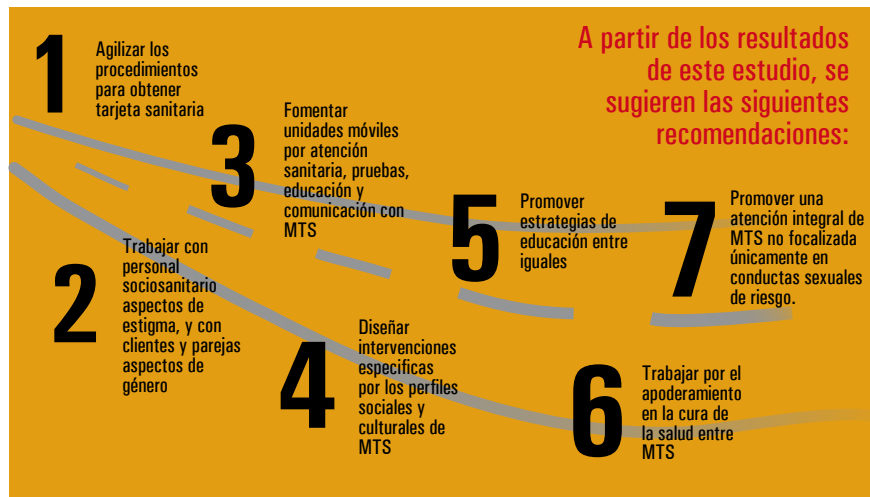 A partir de los resultados
de este estudio, se
sugieren las siguientes
recomendaciones:
1
Agilizar los
procedimientos
para obtener
tarjeta sanitaria
2
Trabajar con
personal
sociosanitario
aspectos de
estigma, y con
clientes y parejas
aspectos de
género
3
Fomentar
unidades móviles
por atención
sanitaria, pruebas,
educación y
comunicación con
MTS
4
Diseñar
intervenciones
especificas
por los perfiles
sociales y
culturales de
MTS
5
Promover
estrategias de
educación entre
iguales
6
Trabajar por el
apoderamiento
en la cura de
la salud entre
MTS
7
Promover una
atención integral de
MTS no focalizada
únicamente en
conductas sexuales
de riesgo.